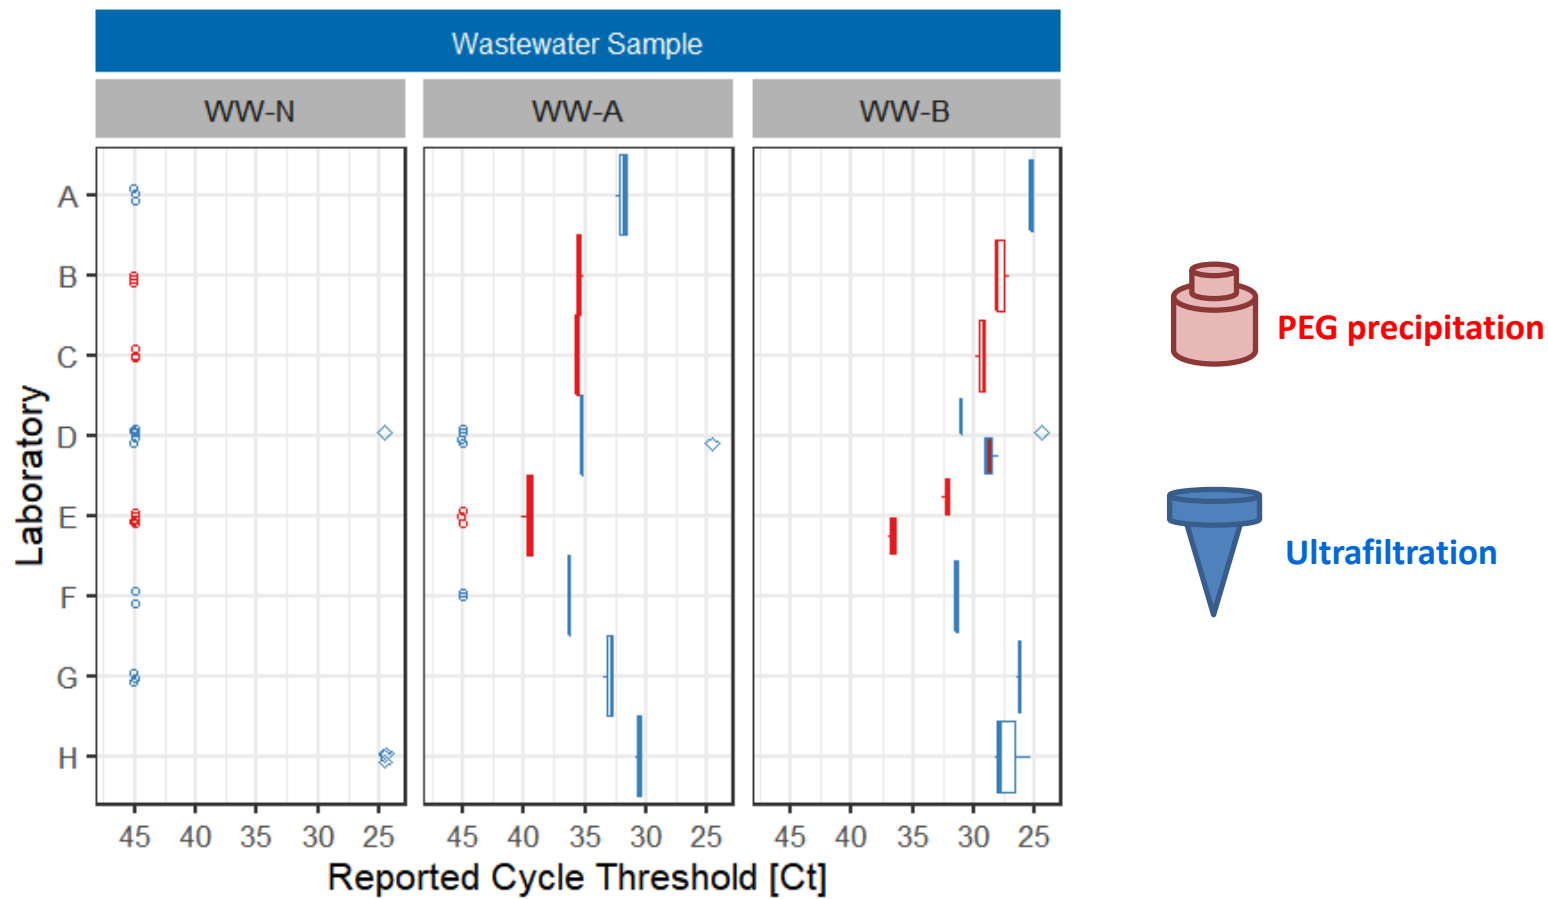 Wastewater Sample
WW-N WW-A WW-B
A
B
C
D
E
F
G
H
Laboratory
45 40 35 30 25 45 40 35 30 25 45 40 35 30 25
Reported Cycle Threshold [Ct]
PEG precipitation
Ultrafiltration